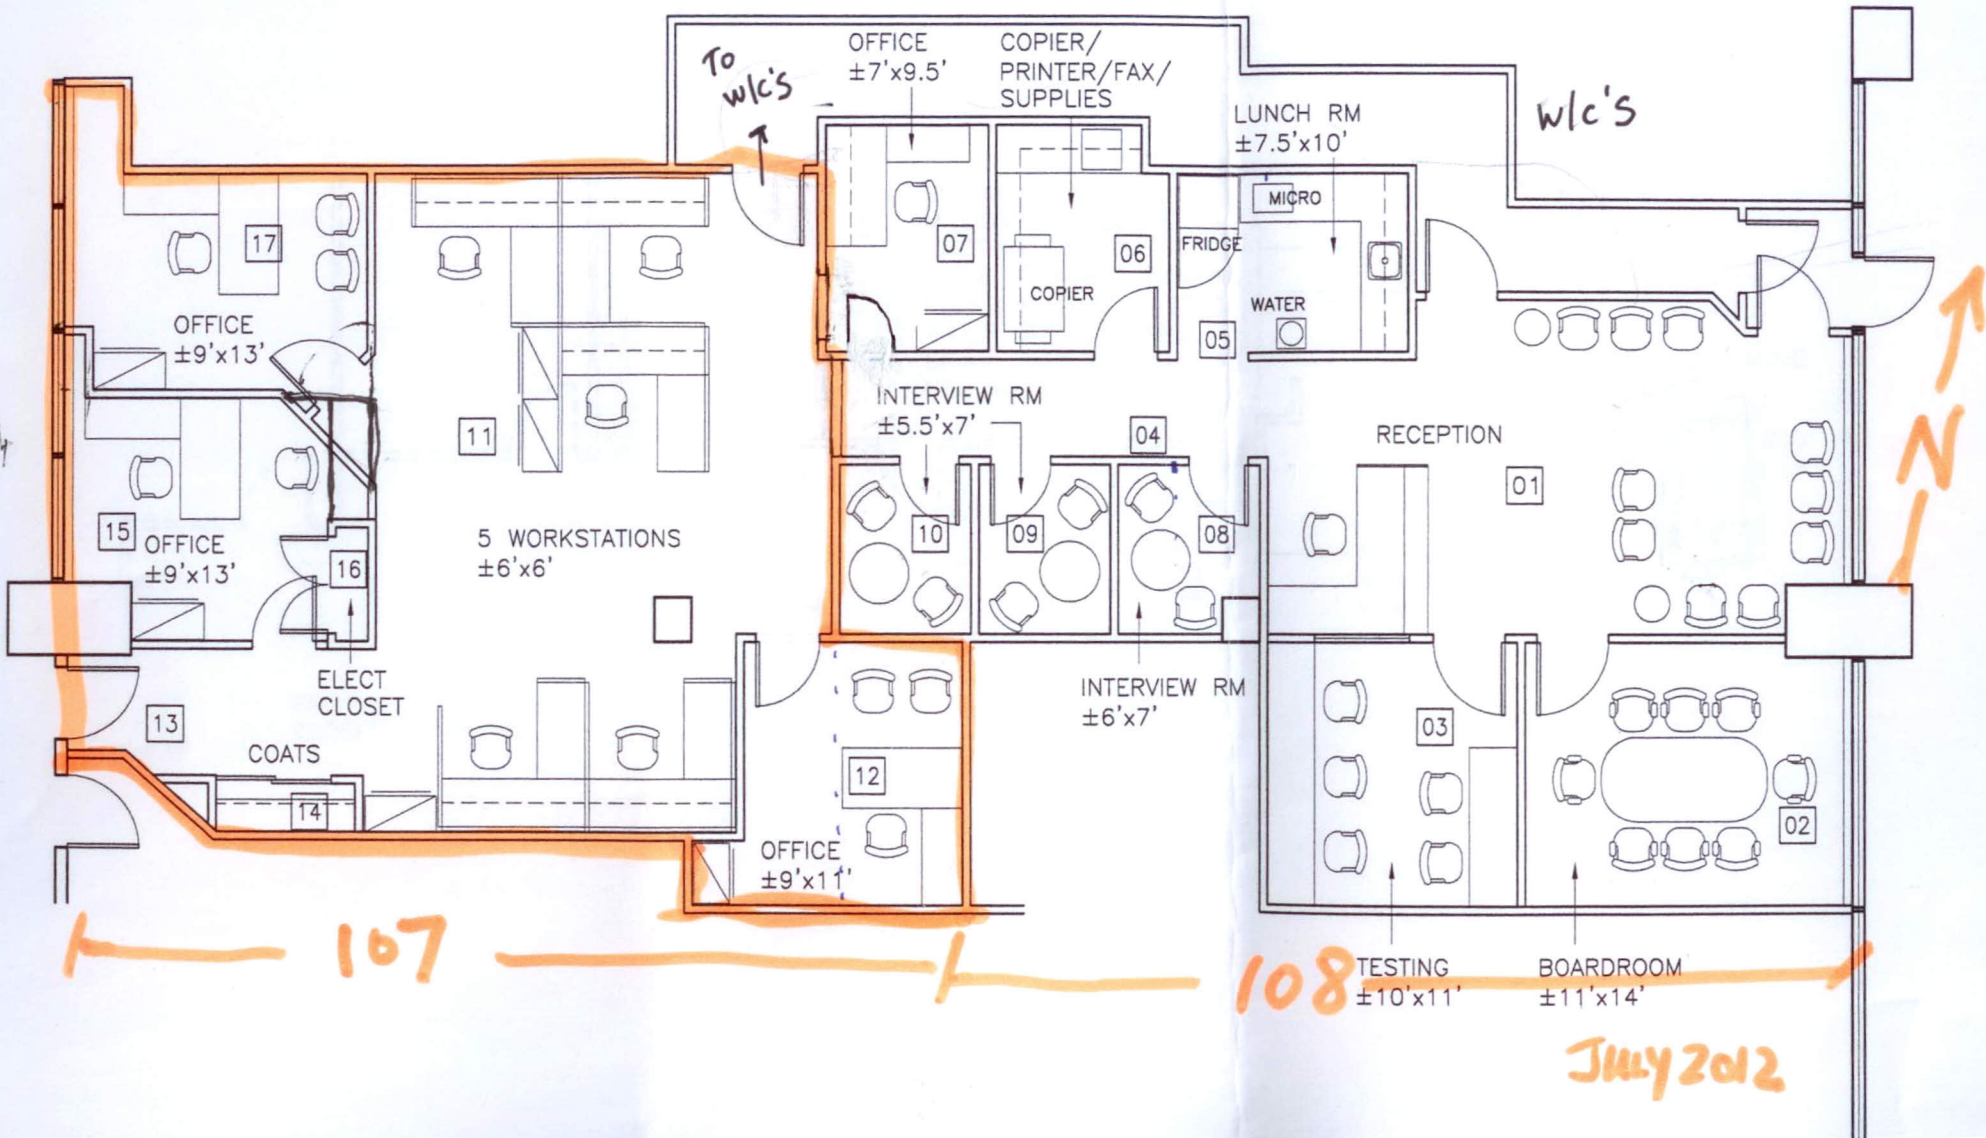 To
w/c's
OFFICE
±7'x9.5'
COPIER/
PRINTER/FAX/
SUPPLIES
LUNCH RM
±7.5'x10'
w/c's
MICRO
FRIDGE
WATER
COPIER
17
07
06
05
OFFICE
±9'x13'
INTERVIEW RM
±5.5'x7'
11
04
RECEPTION
01
N
15
OFFICE
±9'x13'
16
5 WORKSTATIONS
±6'x6'
10
09
08
ELECT
CLOSET
INTERVIEW RM
±6'x7'
13
COATS
14
12
03
02
OFFICE
±9'x11'
107
108
TESTING
±10'x11'
BOARDROOM
±11'x14'
JULY 2012